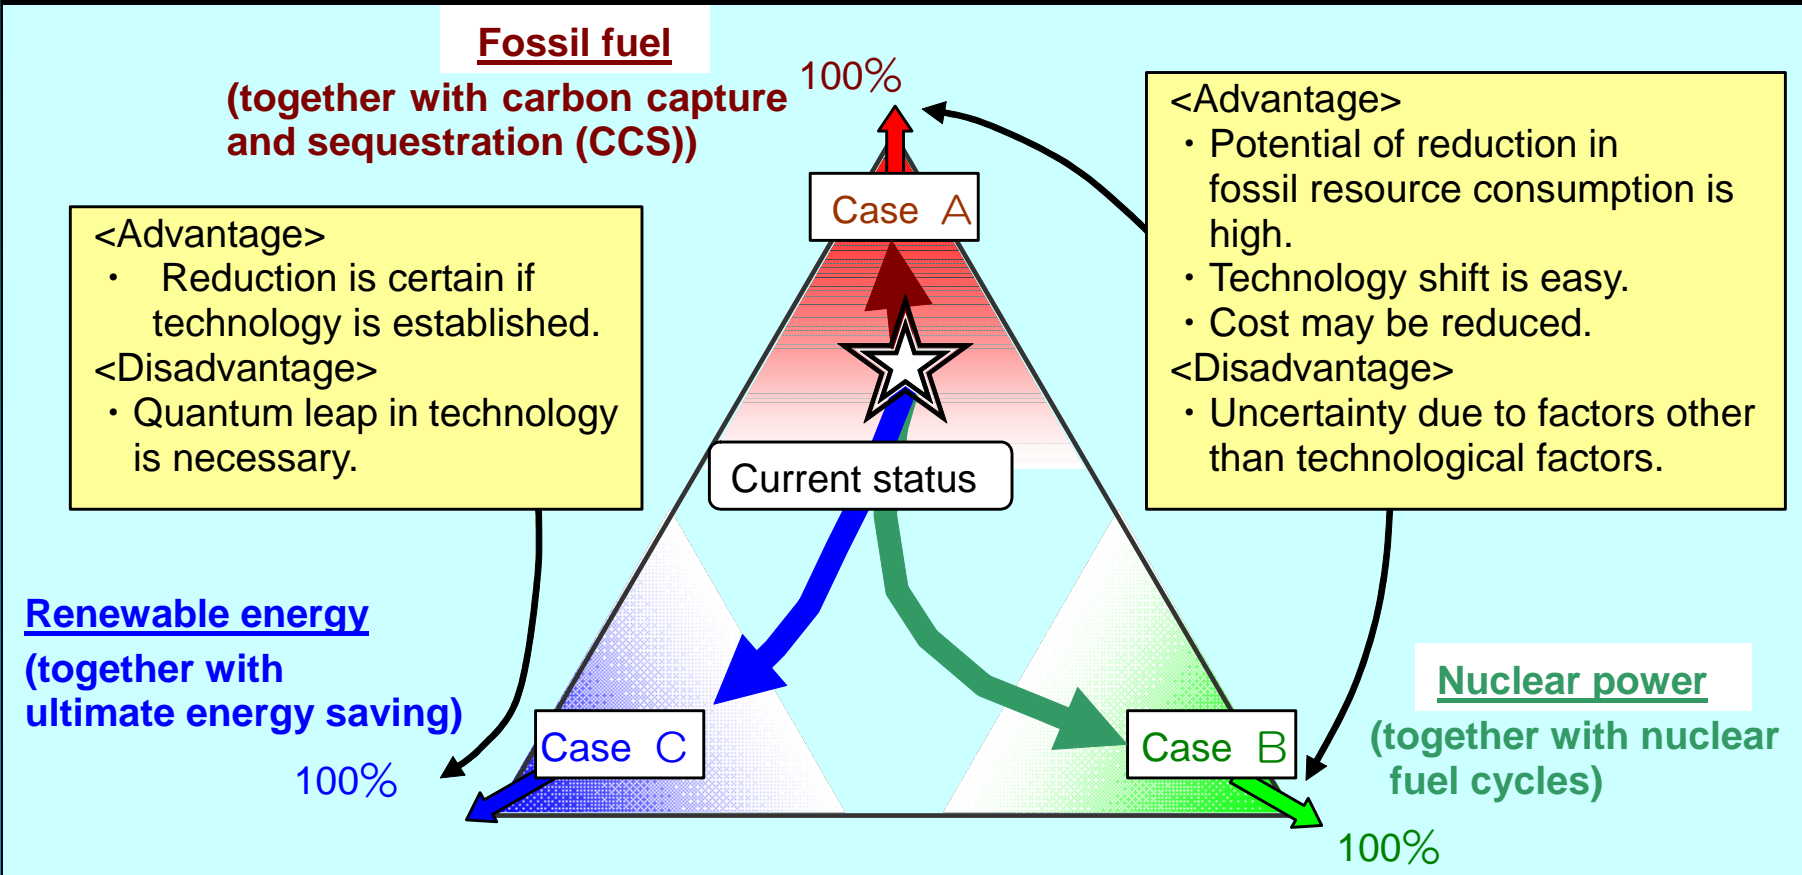 Fossil fuel
(together with carbon capture
and sequestration (CCS))
100%
<Advantage>
・Potential of reduction in
fossil resource consumption is
high.
・Technology shift is easy.
・Cost may be reduced.
<Disadvantage>
・Uncertainty due to factors other
than technological factors.
Case A
<Advantage>
・ Reduction is certain if
technology is established.
<Disadvantage>
・Quantum leap in technology
is necessary.
Current status
Renewable energy
(together with
ultimate energy saving)
100%
Case C
Case B
Nuclear power
(together with nuclear
fuel cycles)
100%